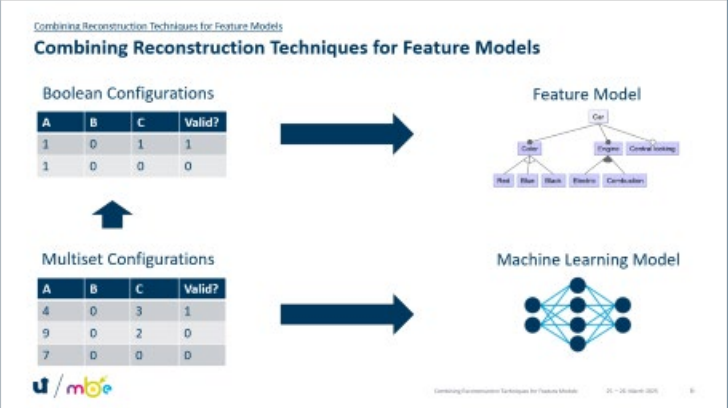 Combining Reconstruction Techniques for Feature Models
Combining Reconstruction Techniques for Feature Models
Boolean Configurations
A B C Valid?
1 0 1 1
1 0 0 0
Feature Model
Car
Color Engine Central locking
Red Blue Black Electric Combustion
Multiset Configurations
A B C Valid?
4 0 3 1
9 0 2 0
7 0 0 0
Machine Learning Model
u / mbe
Combining Reconstruction Techniques for Feature Models March 2025